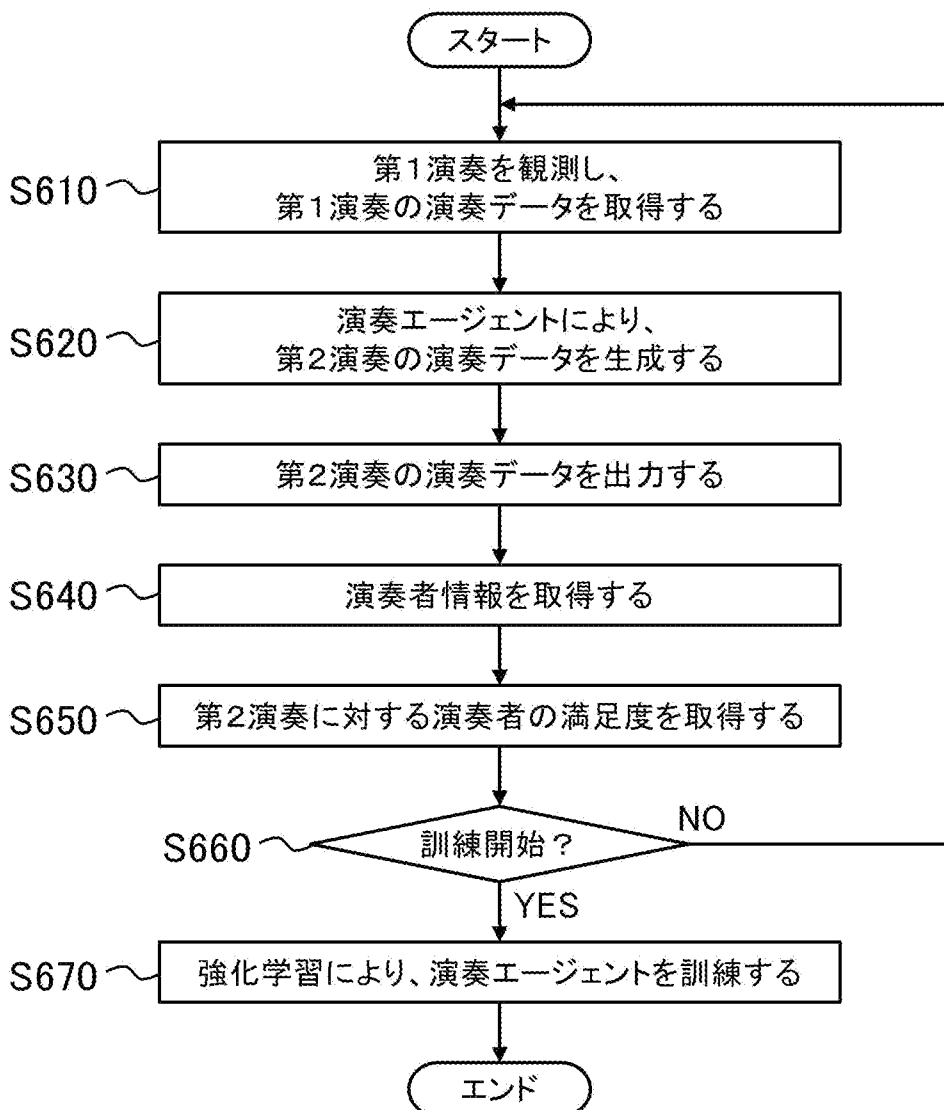 スタート
S610
第1演奏を観測し、
第1演奏の演奏データを取得する
S620
演奏エージェントにより、
第2演奏の演奏データを生成する
S630
第2演奏の演奏データを出力する
S640
演奏者情報を取得する
S650
第2演奏に対する演奏者の満足度を取得する
S660
訓練開始？
NO
YES
S670
強化学習により、演奏エージェントを訓練する
エンド